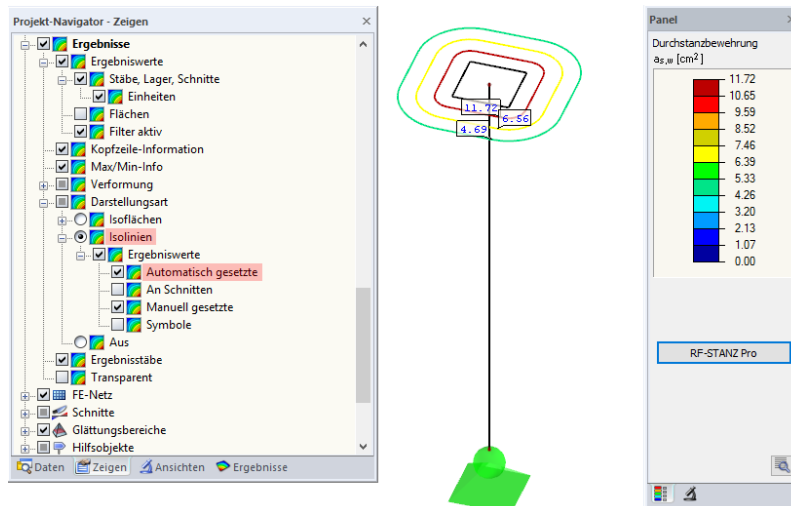 Projekt-Navigator - Zeigen
Ergebnisse
Ergebniswerte
Stäbe, Lager, Schnitte
Einheiten
Flächen
Filter aktiv
Kopfzeile-Information
Max/Min-Info
Verformung
Darstellungsart
Isoflächen
Isolinien
Ergebniswerte
Automatisch gesetzte
An Schnitten
Manuell gesetzte
Symbole
Aus
Ergebnisstäbe
Transparent
FE-Netz
Schnitte
Glättungsbereiche
Hilfsobjekte
Daten Zeigen Ansichten Ergebnisse
11.72
6.56
4.69
Panel
Durchstanzbewehrung
as,w [cm²]
11.72
10.65
9.59
8.52
7.46
6.39
5.33
4.26
3.20
2.13
1.07
0.00
RF-STANZ Pro